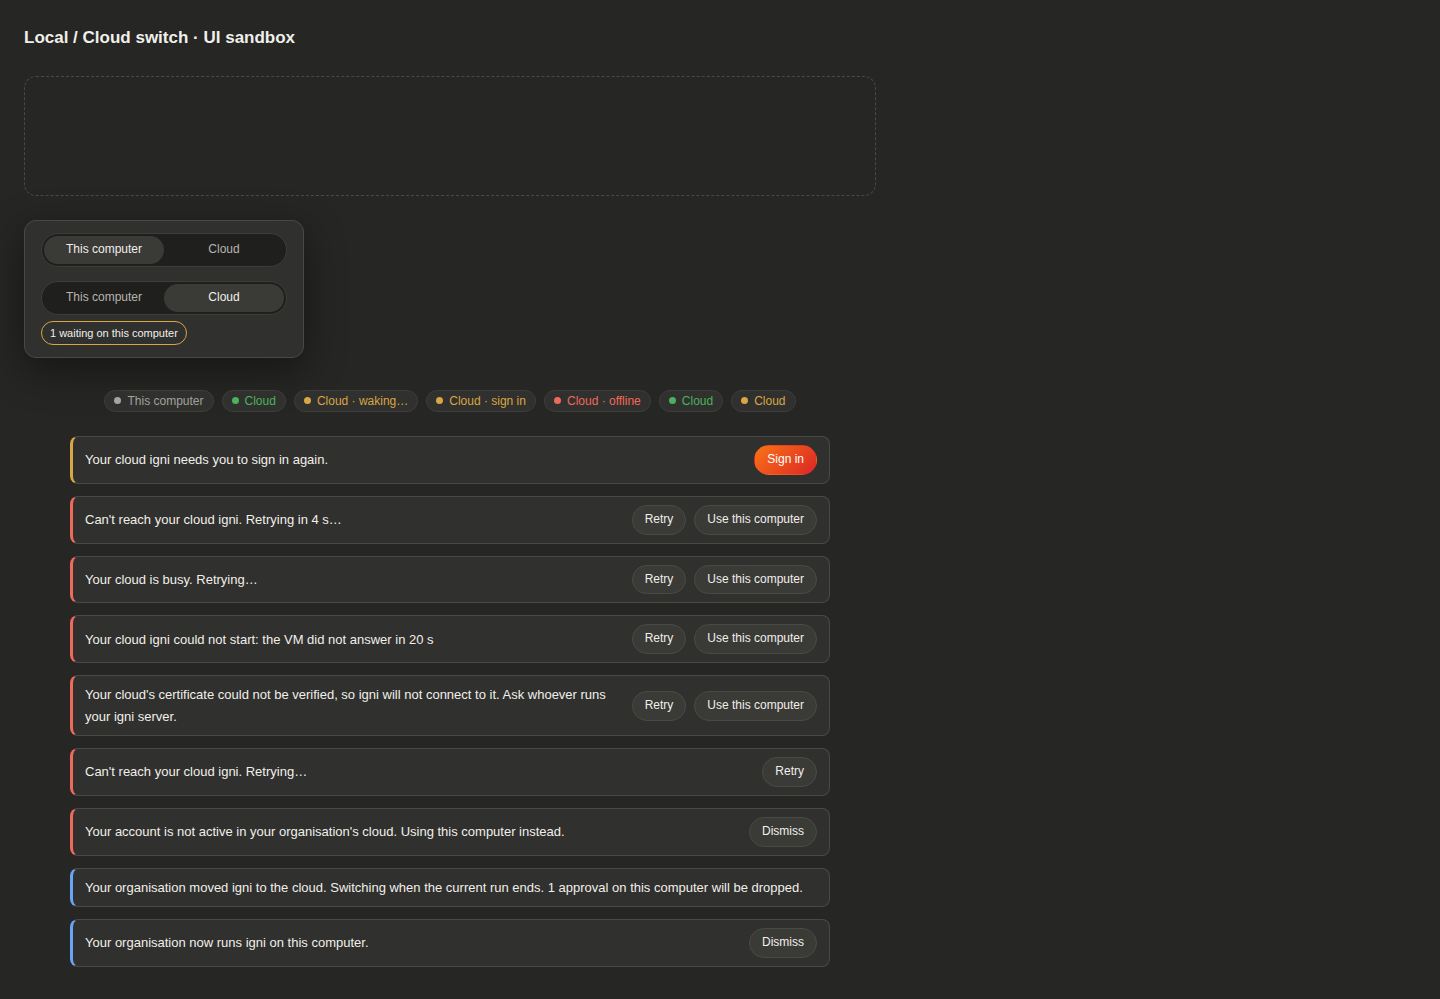 Local / Cloud switch · UI sandbox
This computer Cloud
This computer Cloud
1 waiting on this computer
This computer Cloud Cloud · waking… Cloud · sign in Cloud · offline Cloud Cloud
Your cloud igni needs you to sign in again. Sign in
Can't reach your cloud igni. Retrying in 4 s… Retry Use this computer
Your cloud is busy. Retrying… Retry Use this computer
Your cloud igni could not start: the VM did not answer in 20 s Retry Use this computer
Your cloud's certificate could not be verified, so igni will not connect to it. Ask whoever runs
your igni server. Retry Use this computer
Can't reach your cloud igni. Retrying… Retry
Your account is not active in your organisation's cloud. Using this computer instead. Dismiss
Your organisation moved igni to the cloud. Switching when the current run ends. 1 approval on this computer will be dropped.
Your organisation now runs igni on this computer. Dismiss